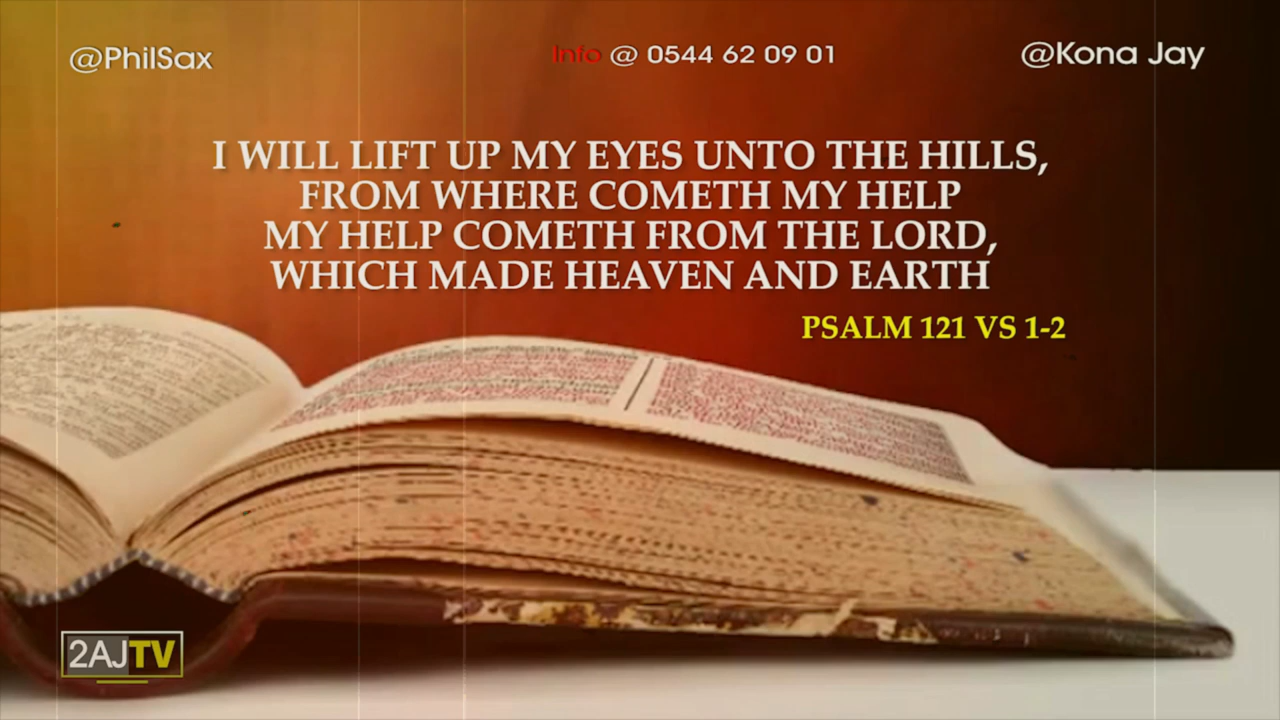 @PhilSax
Info @ 0544 62 09 01
@Kona Jay
I WILL LIFT UP MY EYES UNTO THE HILLS,
FROM WHERE COMETH MY HELP
MY HELP COMETH FROM THE LORD,
WHICH MADE HEAVEN AND EARTH
PSALM 121 VS 1-2
2AJTV